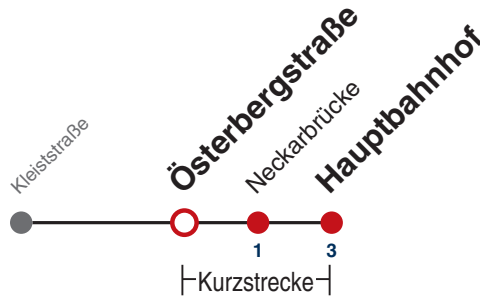 Kleiststraße
Österbergstraße
Neckarbrücke
Hauptbahnhof
1
3
Kurzstrecke